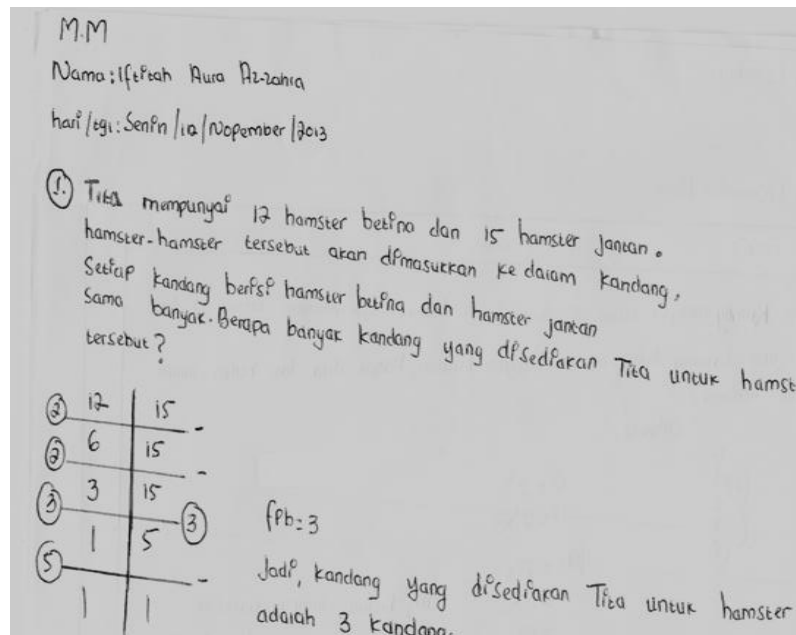 M.M
Nama: Iftitah Aura Az-zahra
hari/tgl: Senin/10/Nopember/2013
1. Tita mempunyai 12 hamster betina dan 15 hamster jantan.
hamster-hamster tersebut akan dimasukkan ke dalam kandang,
Setiap kandang berisi hamster betina dan hamster jantan
Sama banyak. Berapa banyak kandang yang disediakan Tita untuk hamst
tersebut?
2 12 15 -
2 6 15 -
3 3 15 3
5 1 5 -
1 1
fpb=3
Jadi, kandang yang disediakan Tita untuk hamster
adalah 3 kandang.